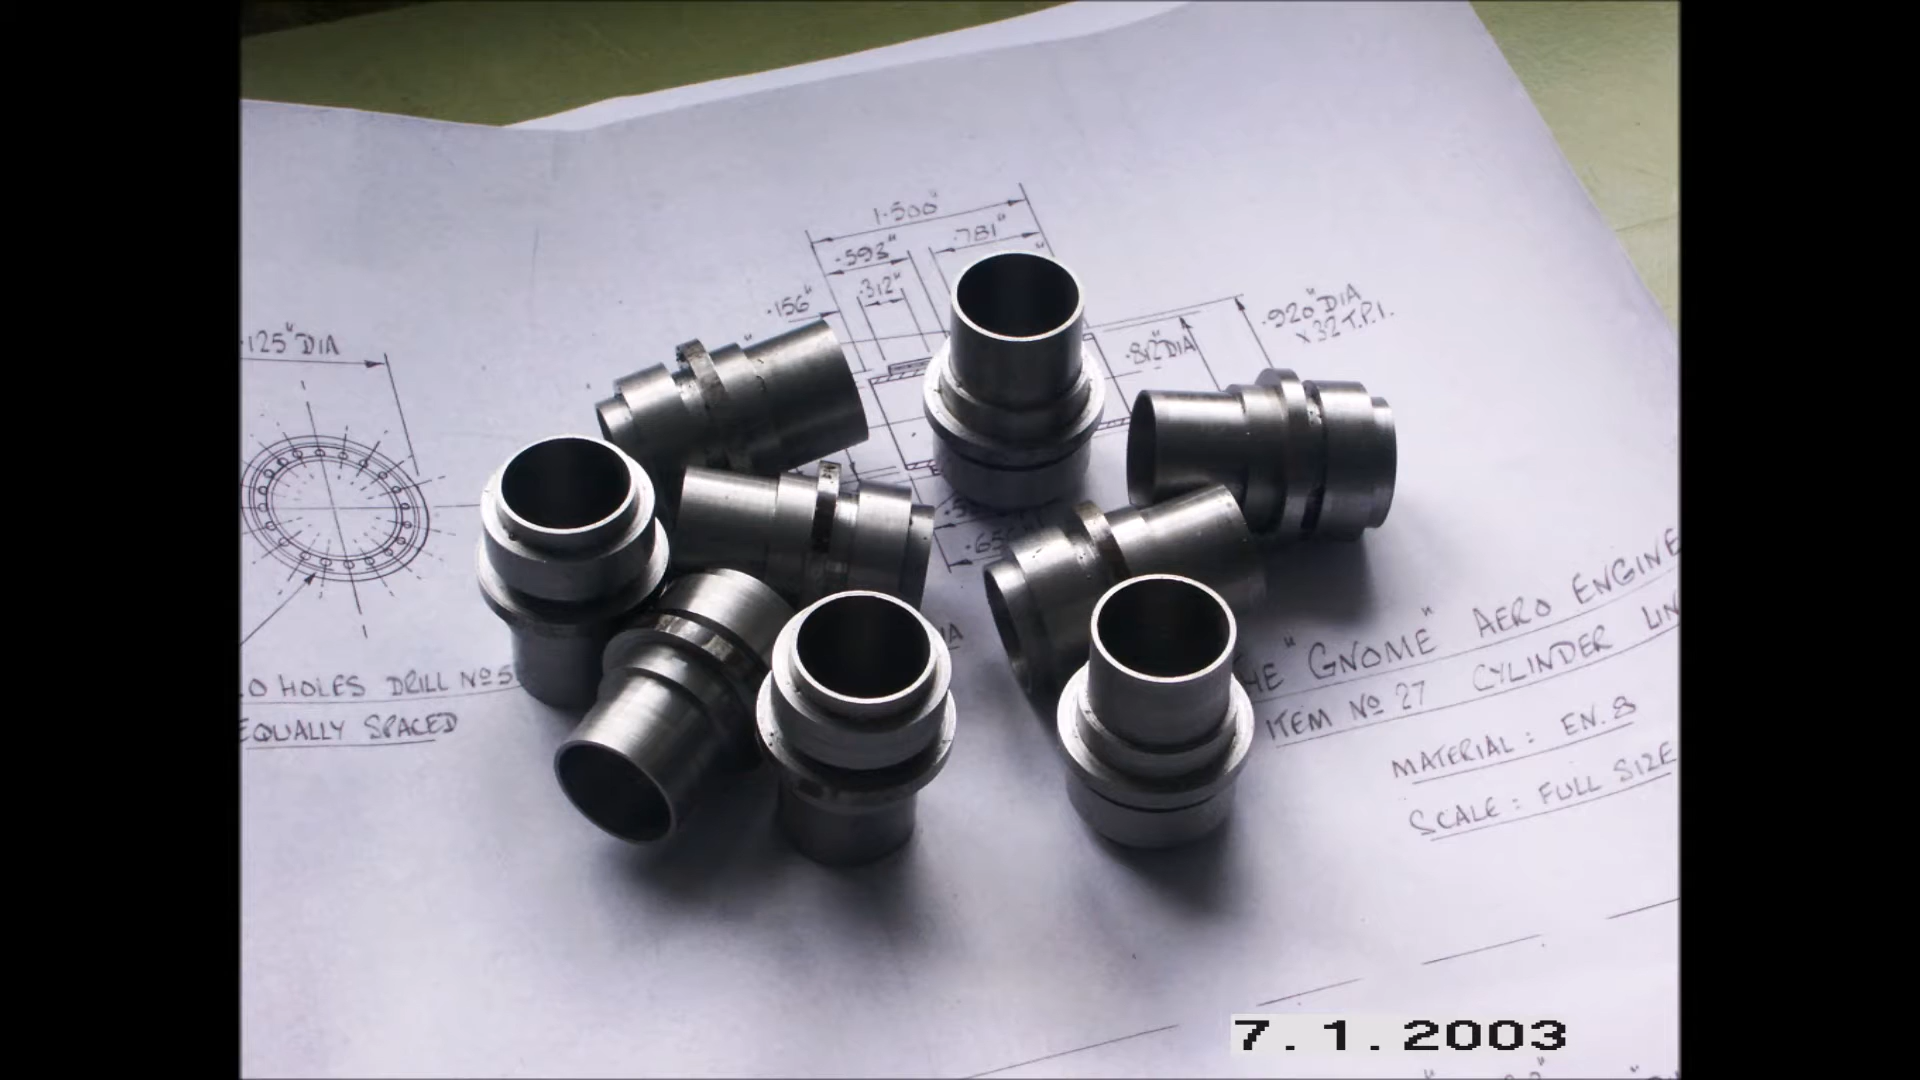 1.500"
.593"
.781"
.312"
.156"
.920" DIA
x 32 T.P.I.
.812" DIA
.125" DIA
HOLES DRILL No 5
EQUALLY SPACED
"GNOME" AERO ENGINE
ITEM No 27 CYLINDER
MATERIAL : EN.8
SCALE : FULL SIZE
7.1.2003